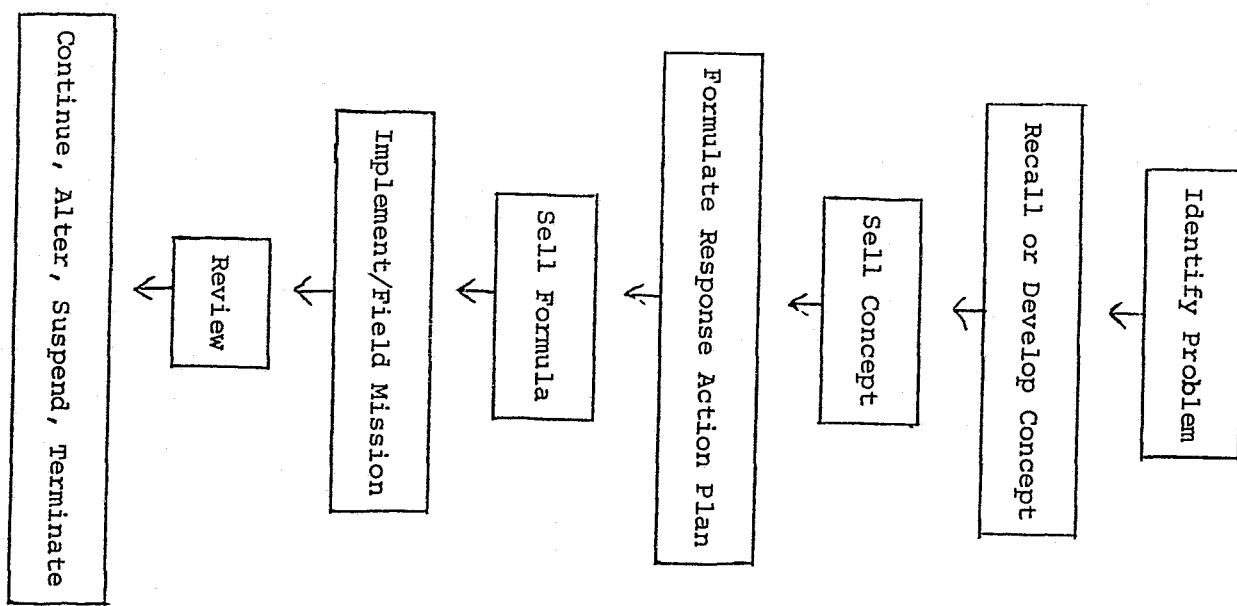 Identify Problem
Recall or Develop Concept
Sell Concept
Formulate Response Action Plan
Sell Formula
Implement/Field Mission
Review
Continue, Alter, Suspend, Terminate